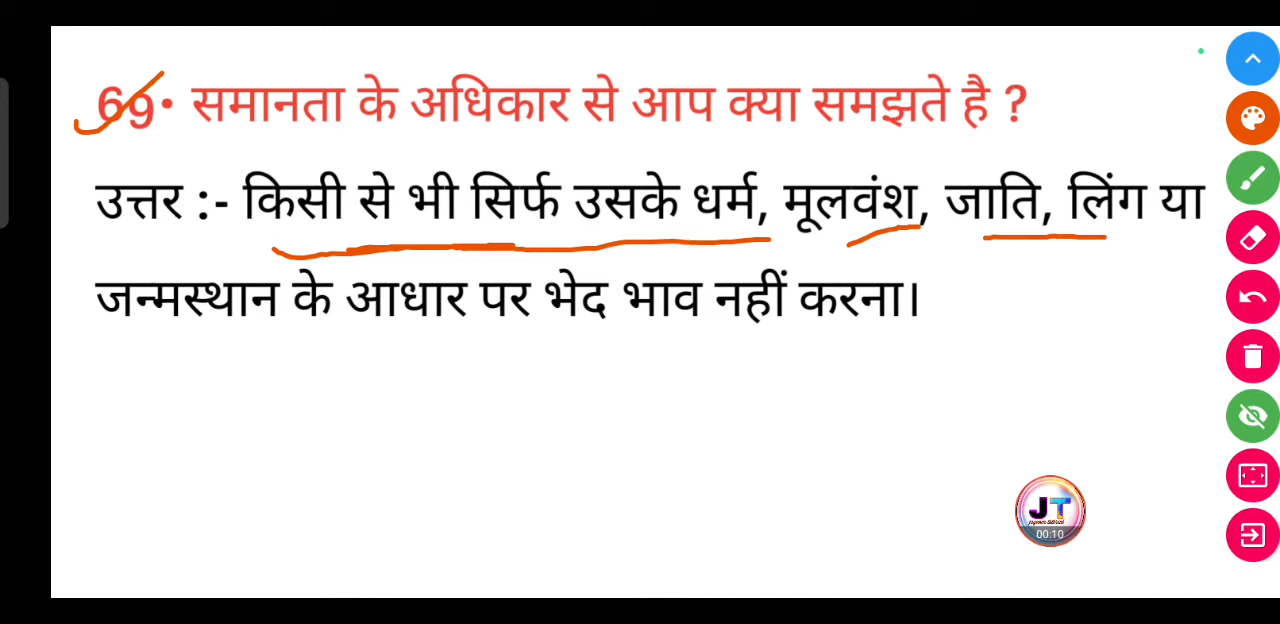 69• समानता के अधिकार से आप क्या समझते है ?
उत्तर :- किसी से भी सिर्फ उसके धर्म, मूलवंश, जाति, लिंग या
जन्मस्थान के आधार पर भेद भाव नहीं करना।
JT
00:10